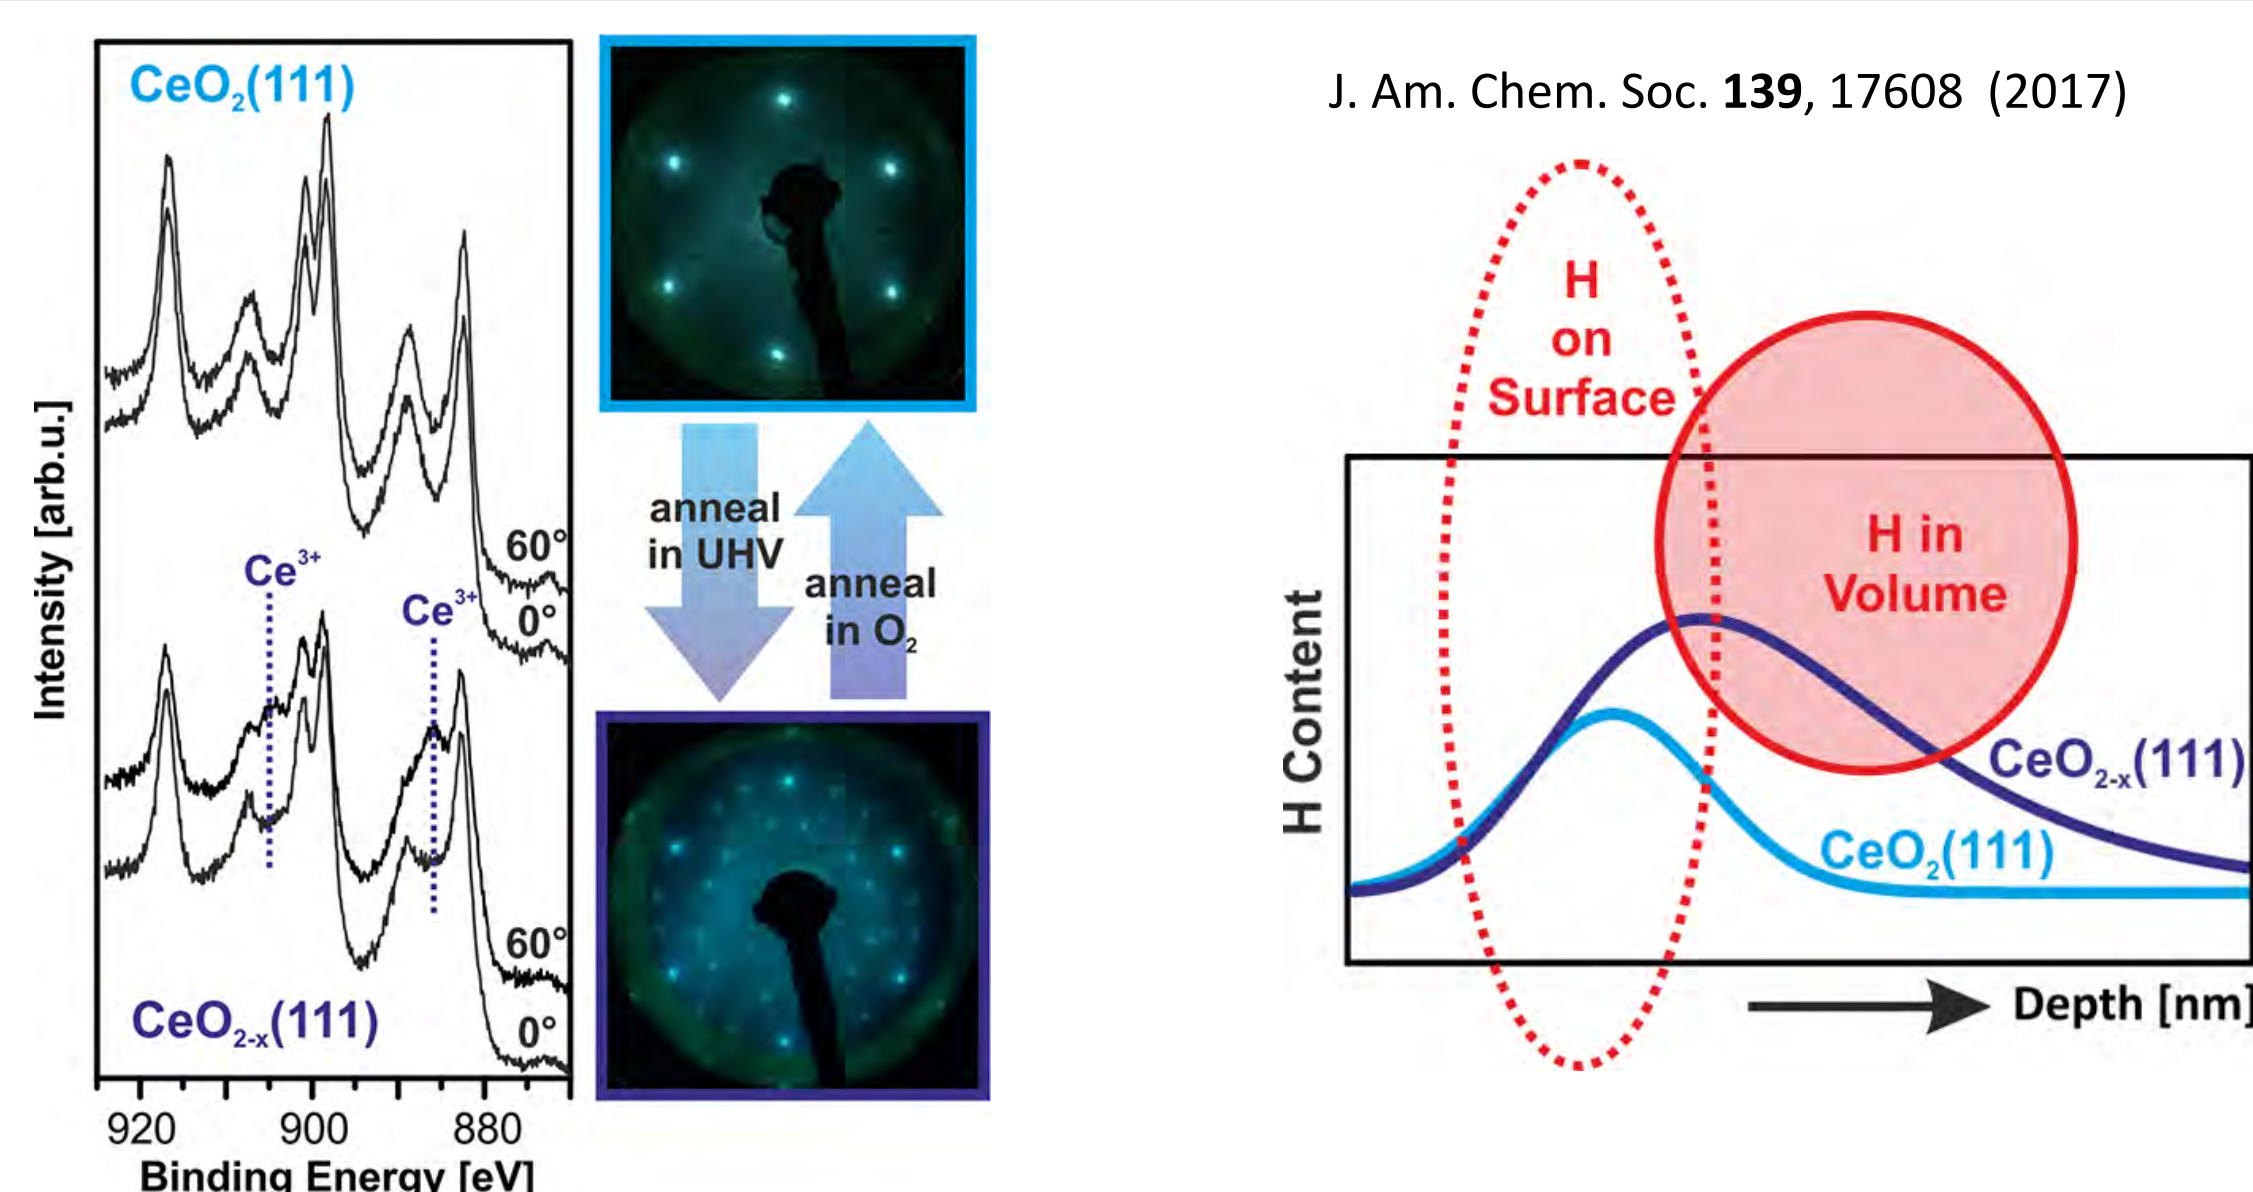 CeO₂(111)
Intensity [arb.u.]
60°
0°
Ce³⁺
Ce³⁺
60°
0°
CeO₂₋ₓ(111)
920 900 880
Binding Energy [eV]
anneal
in UHV
anneal
in O₂
J. Am. Chem. Soc. 139, 17608 (2017)
H
on
Surface
H in
Volume
H Content
CeO₂₋ₓ(111)
CeO₂(111)
Depth [nm]